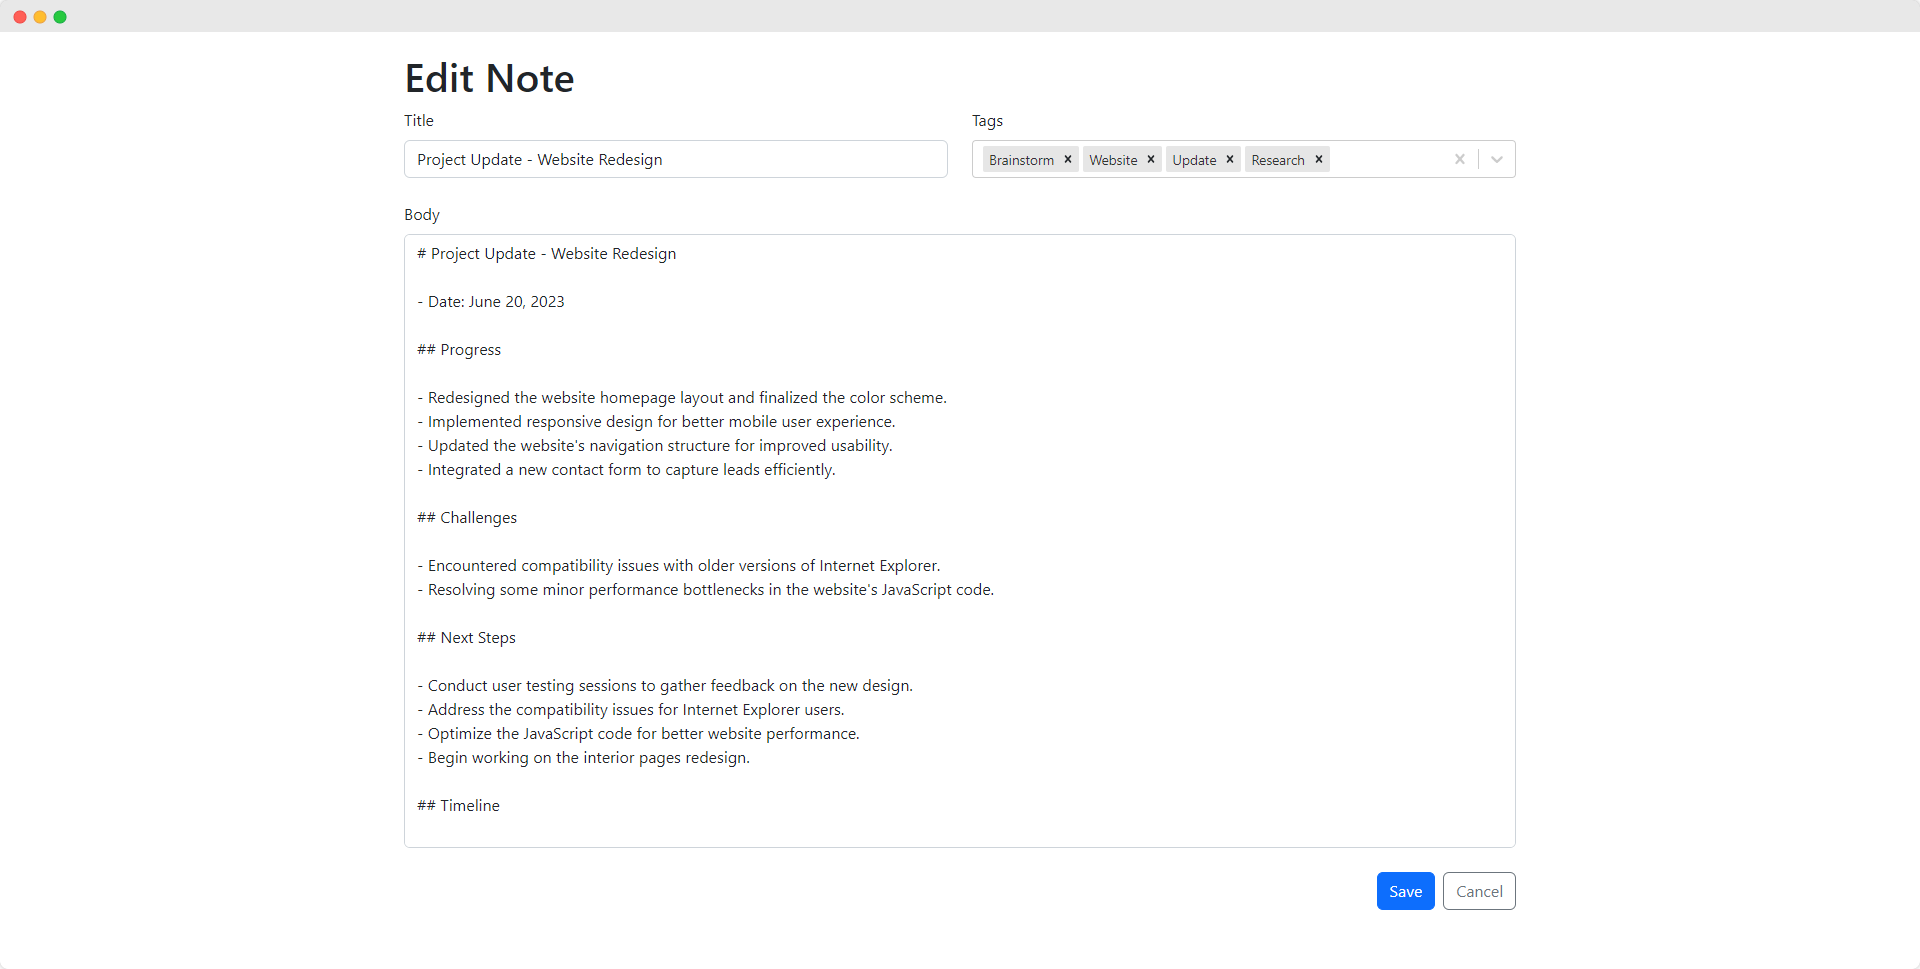 Edit Note
Title
Tags
Project Update - Website Redesign
Brainstorm × Website × Update × Research ×
Body
# Project Update - Website Redesign
- Date: June 20, 2023
## Progress
- Redesigned the website homepage layout and finalized the color scheme.
- Implemented responsive design for better mobile user experience.
- Updated the website's navigation structure for improved usability.
- Integrated a new contact form to capture leads efficiently.
## Challenges
- Encountered compatibility issues with older versions of Internet Explorer.
- Resolving some minor performance bottlenecks in the website's JavaScript code.
## Next Steps
- Conduct user testing sessions to gather feedback on the new design.
- Address the compatibility issues for Internet Explorer users.
- Optimize the JavaScript code for better website performance.
- Begin working on the interior pages redesign.
## Timeline
Save
Cancel